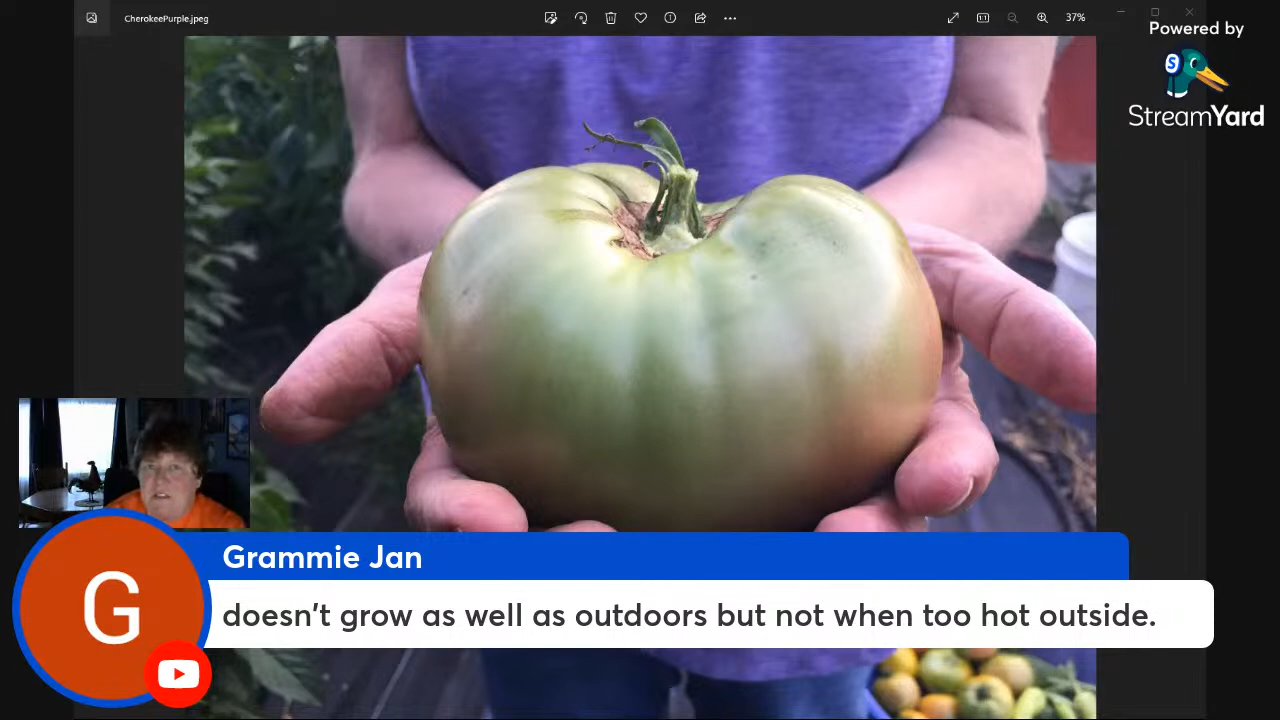 CherokeePurple.jpeg
37%
Powered by
S
StreamYard
Grammie Jan
G
doesn't grow as well as outdoors but not when too hot outside.